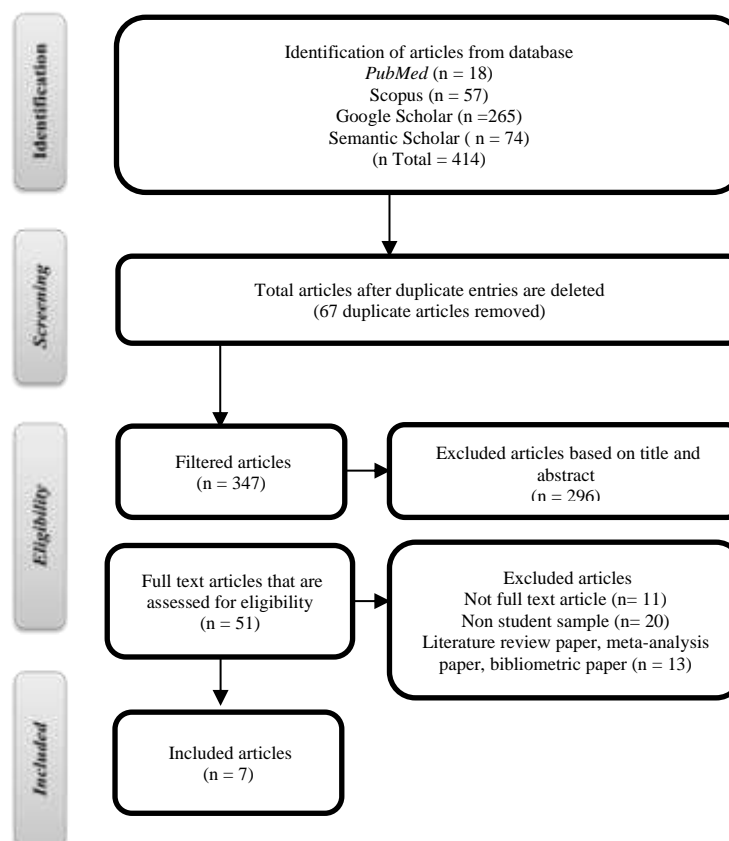 Identification
Identification of articles from database
PubMed (n = 18)
Scopus (n = 57)
Google Scholar (n =265)
Semantic Scholar ( n = 74)
(n Total = 414)
Screening
Total articles after duplicate entries are deleted
(67 duplicate articles removed)
Eligibility
Filtered articles
(n = 347)
Excluded articles based on title and
abstract
(n = 296)
Full text articles that are
assessed for eligibility
(n = 51)
Excluded articles
Not full text article (n= 11)
Non student sample (n= 20)
Literature review paper, meta-analysis
paper, bibliometric paper (n = 13)
Included
Included articles
(n = 7)